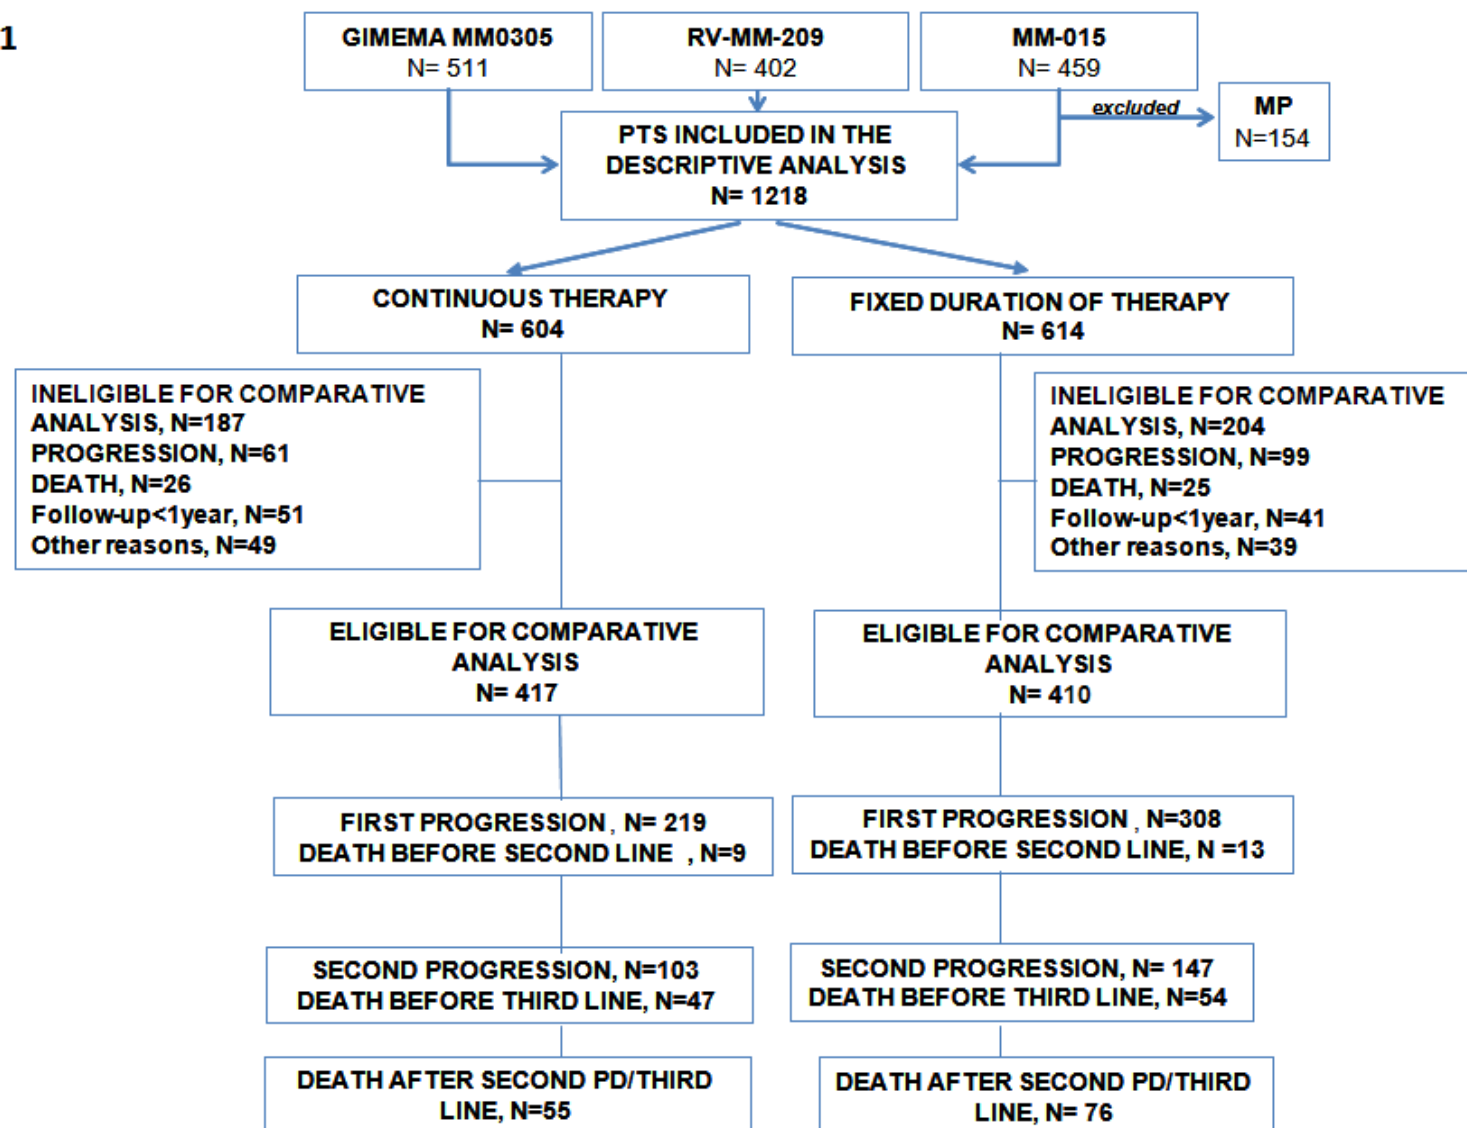 1
GIMEMA MM0305
N= 511
RV-MM-209
N= 402
MM-015
N= 459
excluded
MP
N=154
PTS INCLUDED IN THE
DESCRIPTIVE ANALYSIS
N= 1218
CONTINUOUS THERAPY
N= 604
FIXED DURATION OF THERAPY
N= 614
INELIGIBLE FOR COMPARATIVE
ANALYSIS, N=187
PROGRESSION, N=61
DEATH, N=26
Follow-up<1year, N=51
Other reasons, N=49
INELIGIBLE FOR COMPARATIVE
ANALYSIS, N=204
PROGRESSION, N=99
DEATH, N=25
Follow-up<1year, N=41
Other reasons, N=39
ELIGIBLE FOR COMPARATIVE
ANALYSIS
N= 417
ELIGIBLE FOR COMPARATIVE
ANALYSIS
N= 410
FIRST PROGRESSION , N= 219
DEATH BEFORE SECOND LINE , N=9
FIRST PROGRESSION , N=308
DEATH BEFORE SECOND LINE, N =13
SECOND PROGRESSION, N=103
DEATH BEFORE THIRD LINE, N=47
SECOND PROGRESSION, N= 147
DEATH BEFORE THIRD LINE, N=54
DEATH AFTER SECOND PD/THIRD
LINE, N=55
DEATH AFTER SECOND PD/THIRD
LINE, N= 76